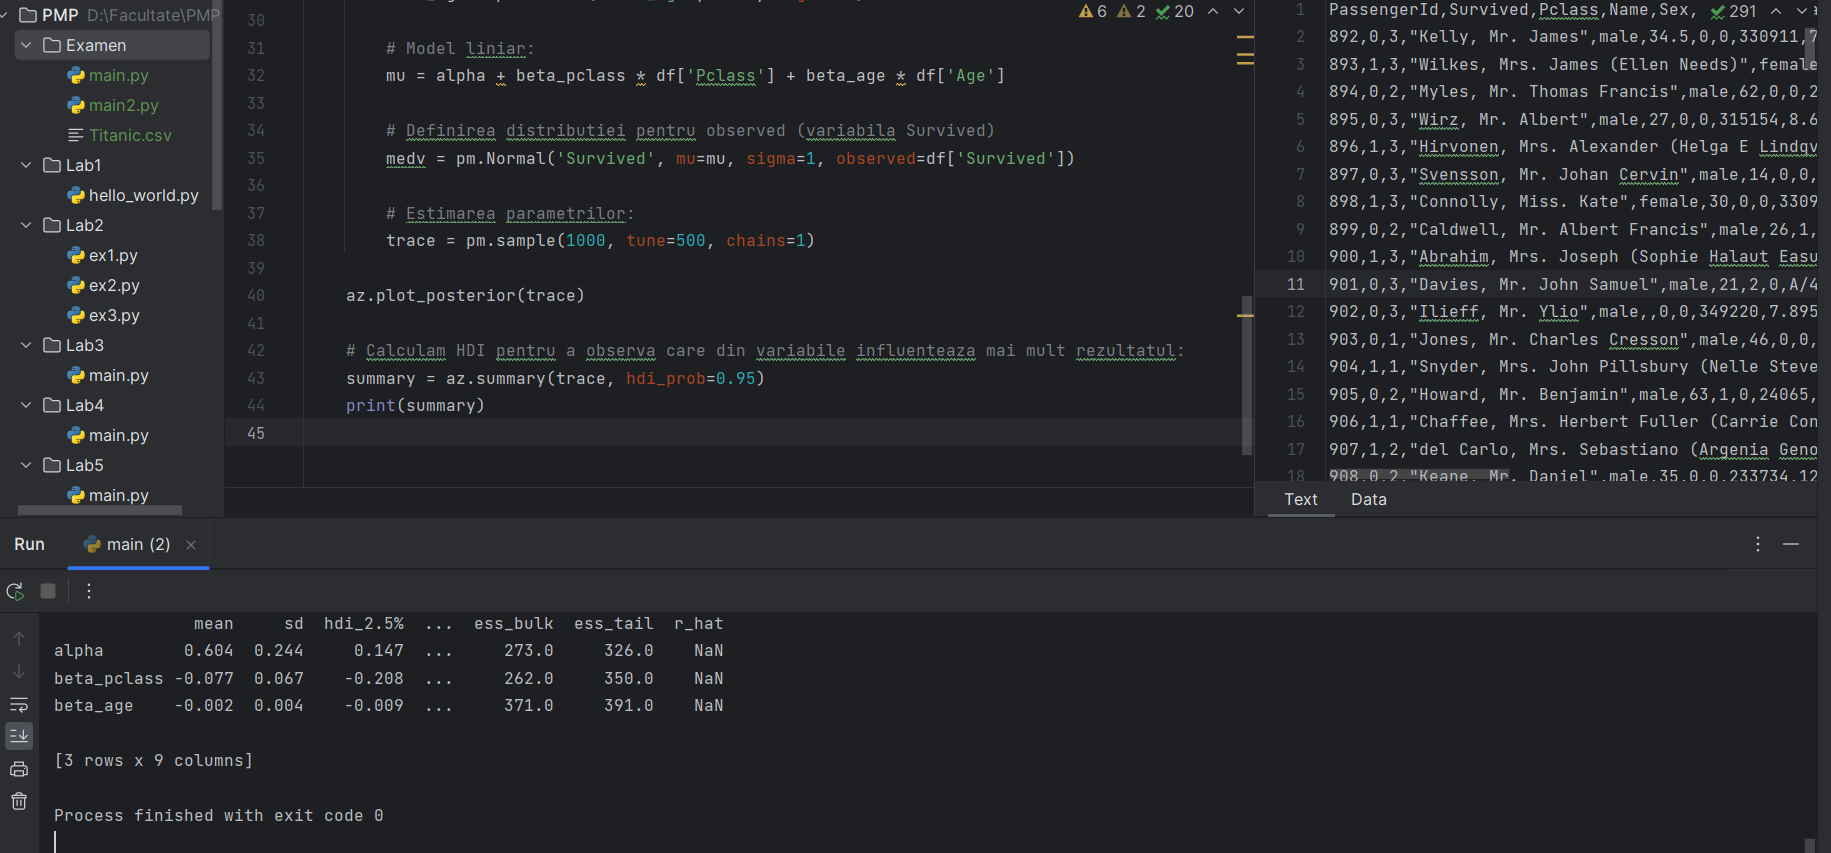 PMP D:\Facultate\PMP
Examen
main.py
main2.py
Titanic.csv
Lab1
hello_world.py
Lab2
ex1.py
ex2.py
ex3.py
Lab3
main.py
Lab4
main.py
Lab5
main.py
6 2 20
30
31 # Model liniar:
32 mu = alpha + beta_pclass * df['Pclass'] + beta_age * df['Age']
33
34 # Definirea distributiei pentru observed (variabila Survived)
35 medv = pm.Normal('Survived', mu=mu, sigma=1, observed=df['Survived'])
36
37 # Estimarea parametrilor:
38 trace = pm.sample(1000, tune=500, chains=1)
39
40 az.plot_posterior(trace)
41
42 # Calculam HDI pentru a observa care din variabile influenteaza mai mult rezultatul:
43 summary = az.summary(trace, hdi_prob=0.95)
44 print(summary)
45
1 PassengerId,Survived,Pclass,Name,Sex, 291
2 892,0,3,"Kelly, Mr. James",male,34.5,0,0,330911,7
3 893,1,3,"Wilkes, Mrs. James (Ellen Needs)",female
4 894,0,2,"Myles, Mr. Thomas Francis",male,62,0,0,2
5 895,0,3,"Wirz, Mr. Albert",male,27,0,0,315154,8.6
6 896,1,3,"Hirvonen, Mrs. Alexander (Helga E Lindqv
7 897,0,3,"Svensson, Mr. Johan Cervin",male,14,0,0,
8 898,1,3,"Connolly, Miss. Kate",female,30,0,0,3309
9 899,0,2,"Caldwell, Mr. Albert Francis",male,26,1,
10 900,1,3,"Abrahim, Mrs. Joseph (Sophie Halaut Easu
11 901,0,3,"Davies, Mr. John Samuel",male,21,2,0,A/4
12 902,0,3,"Ilieff, Mr. Ylio",male,,0,0,349220,7.895
13 903,0,1,"Jones, Mr. Charles Cresson",male,46,0,0,
14 904,1,1,"Snyder, Mrs. John Pillsbury (Nelle Steve
15 905,0,2,"Howard, Mr. Benjamin",male,63,1,0,24065,
16 906,1,1,"Chaffee, Mrs. Herbert Fuller (Carrie Con
17 907,1,2,"del Carlo, Mrs. Sebastiano (Argenia Geno
18 908,0,2,"Keane, Mr. Daniel",male,35,0,0,233734,12
Text Data
Run main (2)
mean sd hdi_2.5% ... ess_bulk ess_tail r_hat
alpha 0.604 0.244 0.147 ... 273.0 326.0 NaN
beta_pclass -0.077 0.067 -0.208 ... 262.0 350.0 NaN
beta_age -0.002 0.004 -0.009 ... 371.0 391.0 NaN
[3 rows x 9 columns]
Process finished with exit code 0